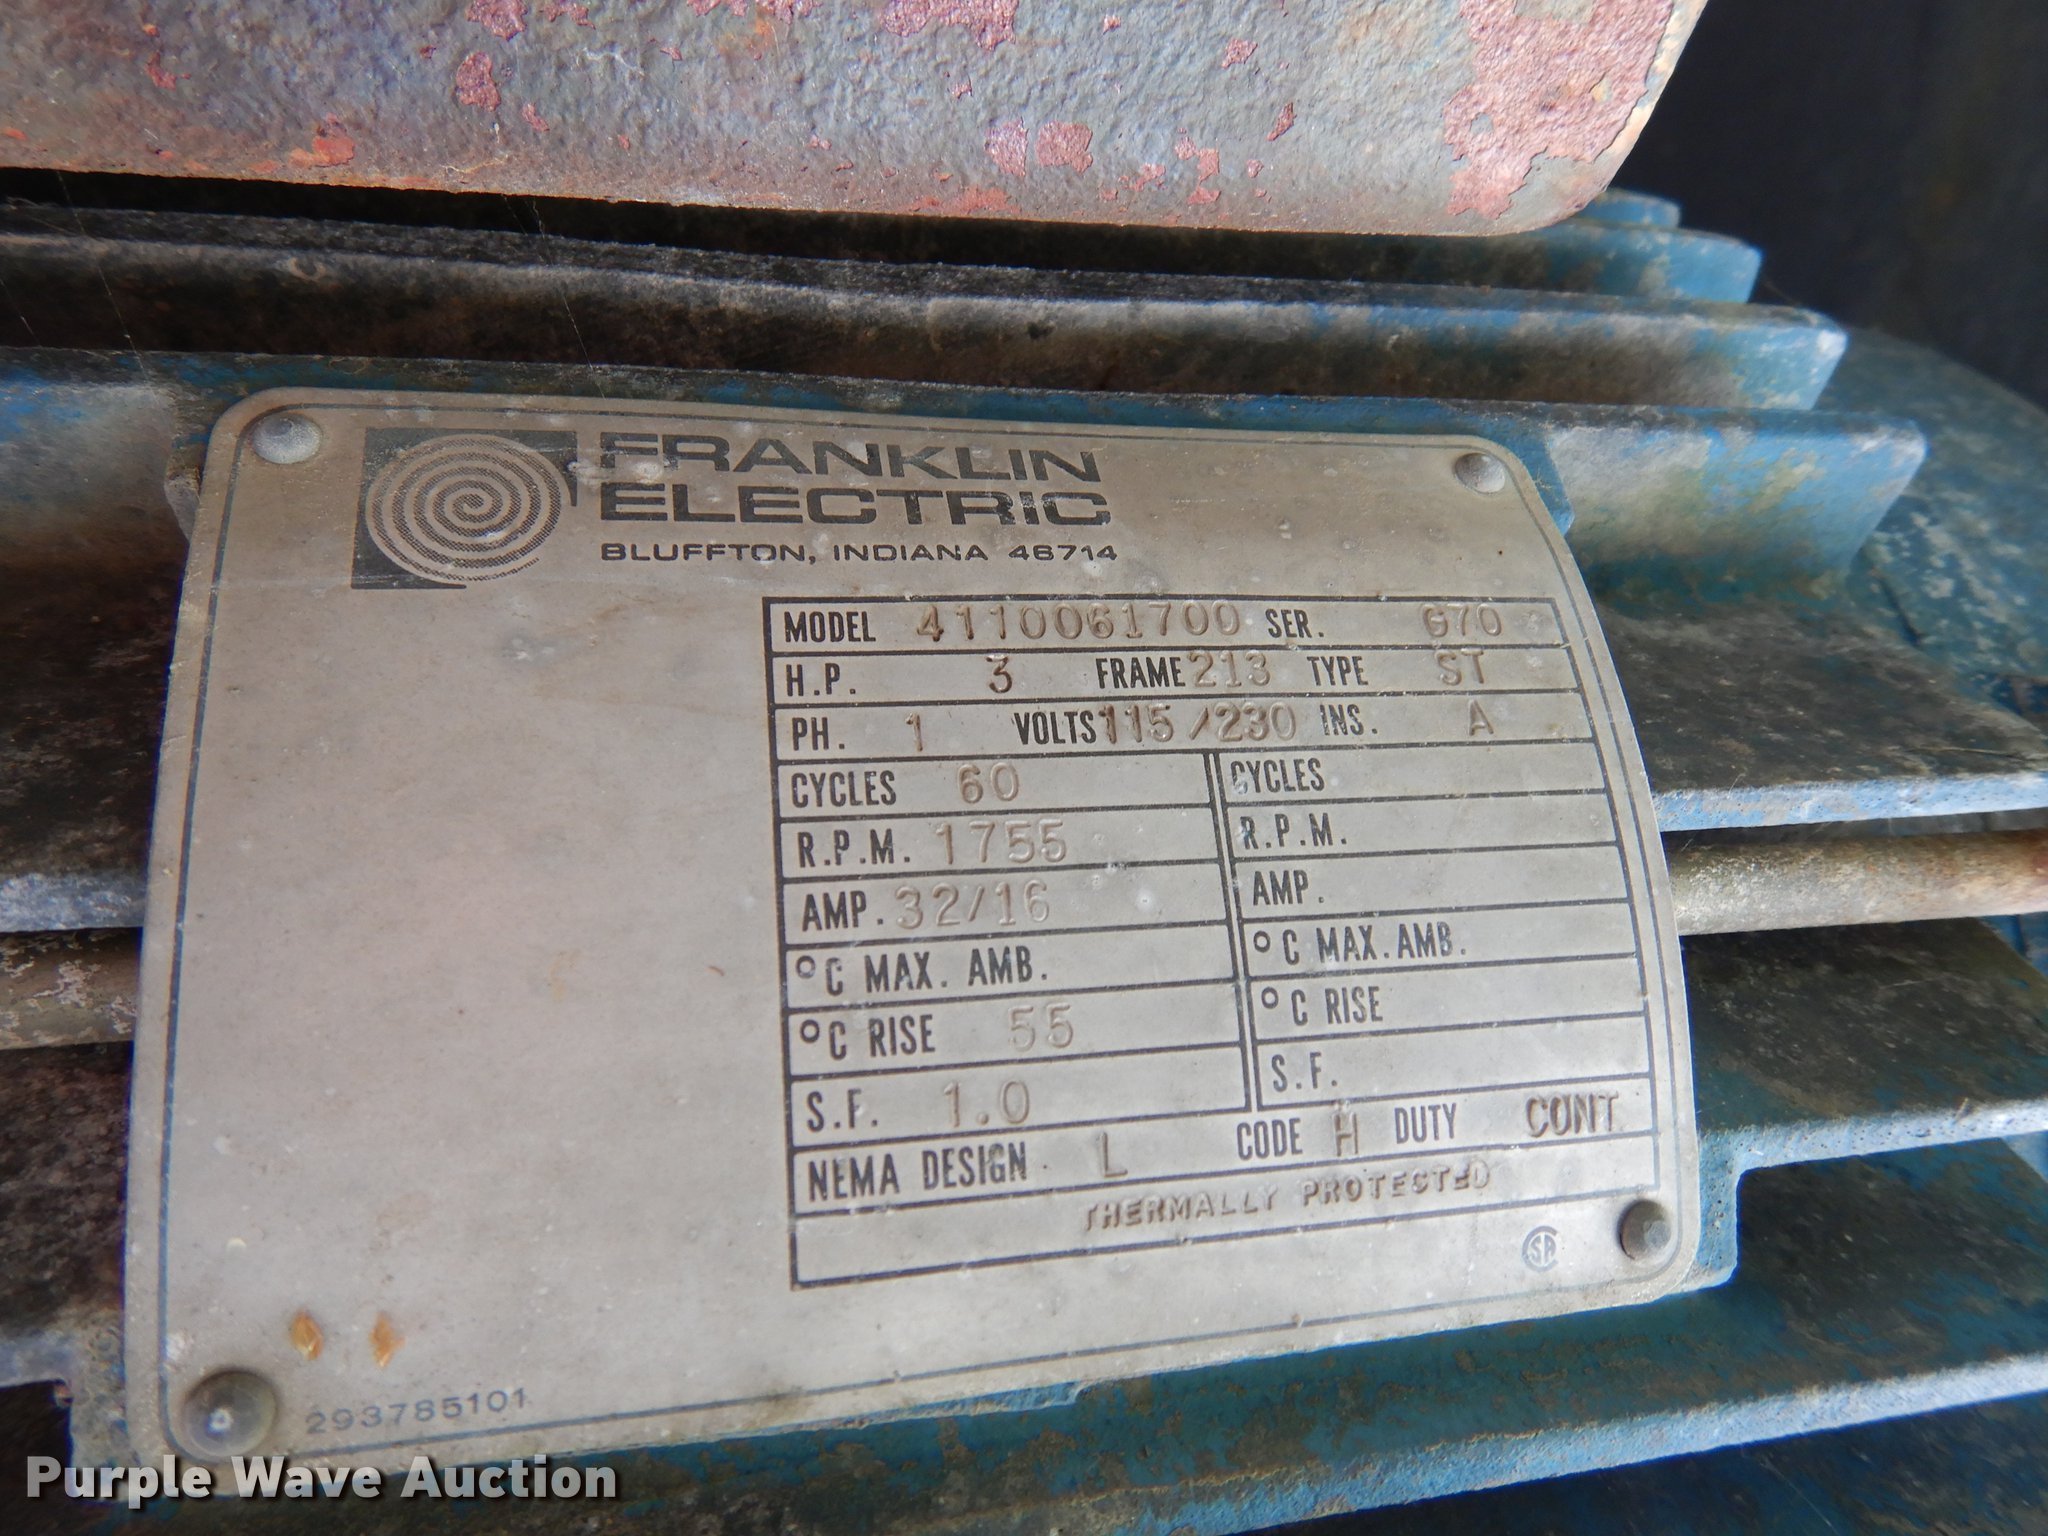 FRANKLIN
ELECTRIC
BLUFFTON, INDIANA 46714
MODEL 4110061700 SER. G70
H.P. 3 FRAME 213 TYPE ST
PH. 1 VOLTS 115/230 INS. A
CYCLES 60 CYCLES
R.P.M. 1755 R.P.M.
AMP. 32/16 AMP.
°C MAX. AMB. °C MAX. AMB.
°C RISE 55 °C RISE
S.F. 1.0 S.F.
NEMA DESIGN L CODE H DUTY CONT
THERMALLY PROTECTED
SA
293785101
Purple Wave Auction